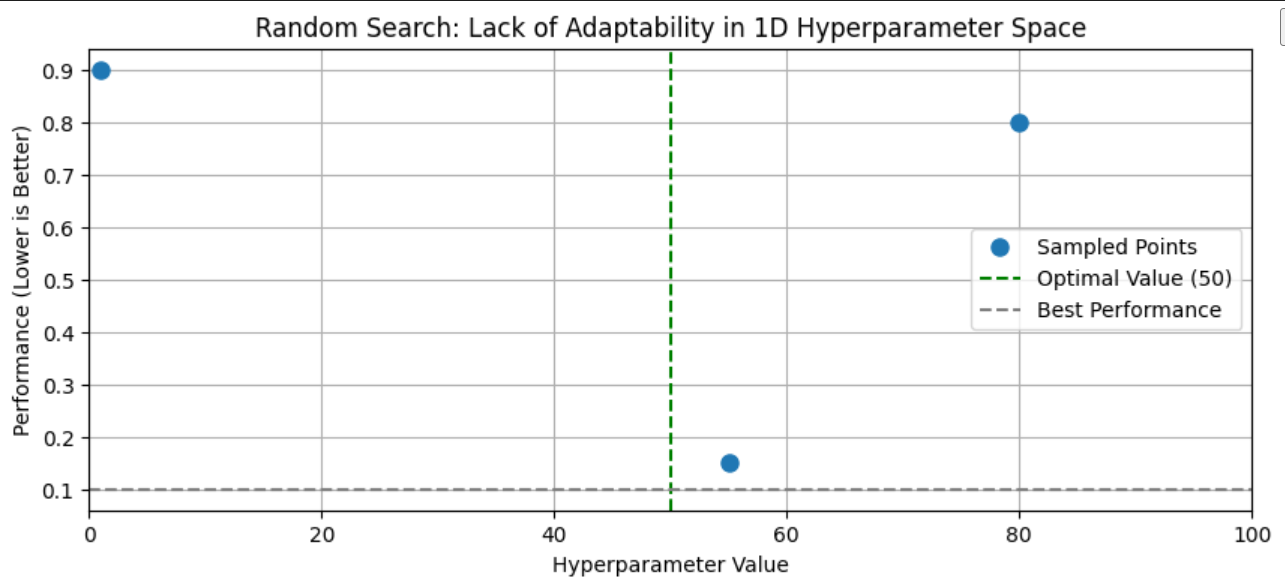 Random Search: Lack of Adaptability in 1D Hyperparameter Space
Performance (Lower is Better)
0.9
0.8
0.7
0.6
0.5
0.4
0.3
0.2
0.1
Sampled Points
Optimal Value (50)
Best Performance
0 20 40 60 80 100
Hyperparameter Value